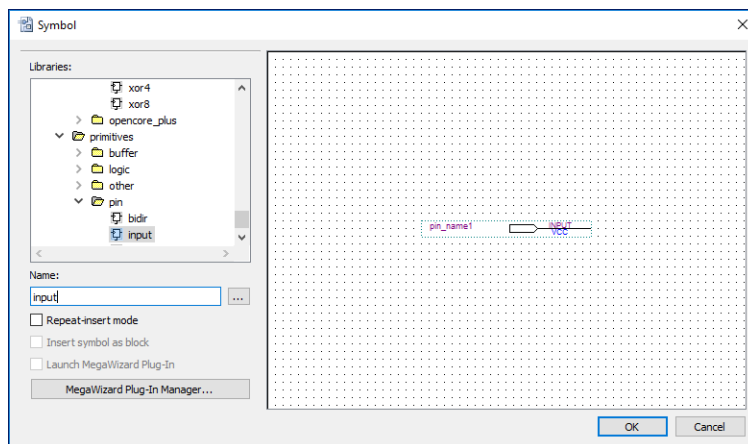 Symbol
Libraries:
xor4
xor8
opencore_plus
primitives
buffer
logic
other
pin
bidir
input
Name:
input
...
Repeat-insert mode
Insert symbol as block
Launch MegaWizard Plug-In
MegaWizard Plug-In Manager...
pin_name1
INPUT
VCC
OK
Cancel